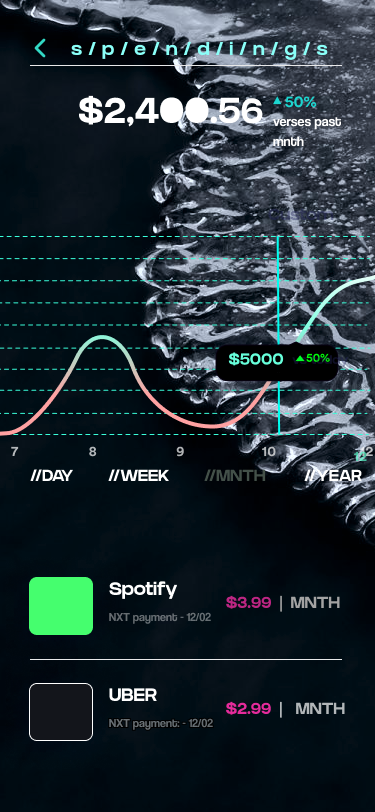 s/p/e/n/d/i/n/g/s
$2,400.56
▲50%
verses past
mnth
$5000 ▲50%
7 8 9 10 12
//DAY //WEEK //MNTH //YEAR
Spotify
$3.99 | MNTH
NXT payment - 12/02
UBER
$2.99 | MNTH
NXT payment: - 12/02